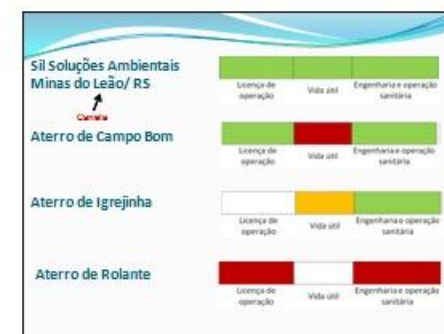 Sil Soluções Ambientais
Minas do Leão/ RS
Licença de operação
Vida útil
Engenharia e operação sanitária
Aterro de Campo Bom
Licença de operação
Vida útil
Engenharia e operação sanitária
Aterro de Igrejinha
Licença de operação
Vida útil
Engenharia e operação sanitária
Aterro de Rolante
Licença de operação
Vida útil
Engenharia e operação sanitária